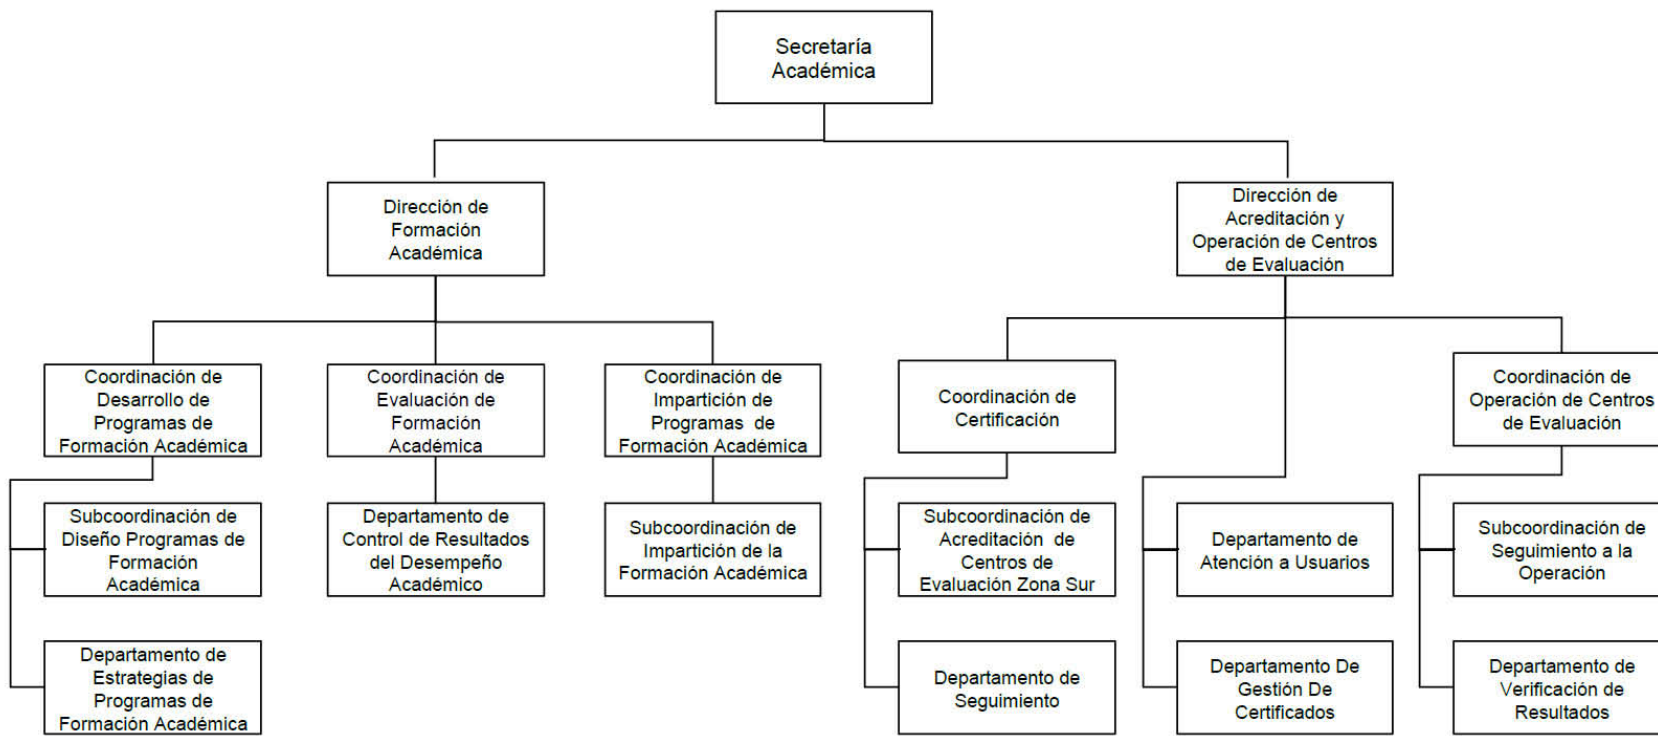 Secretaría
Académica
Dirección de
Formación
Académica
Dirección de
Acreditación y
Operación de Centros
de Evaluación
Coordinación de
Desarrollo de
Programas de
Formación Académica
Coordinación de
Evaluación de
Formación
Académica
Coordinación de
Impartición de
Programas de
Formación Académica
Coordinación de
Certificación
Coordinación de
Operación de Centros
de Evaluación
Subcoordinación de
Diseño Programas de
Formación
Académica
Departamento de
Control de Resultados
del Desempeño
Académico
Subcoordinación de
Impartición de la
Formación Académica
Subcoordinación de
Acreditación de
Centros de
Evaluación Zona Sur
Departamento de
Atención a Usuarios
Subcoordinación de
Seguimiento a la
Operación
Departamento de
Estrategias de
Programas de
Formación Académica
Departamento de
Seguimiento
Departamento De
Gestión De
Certificados
Departamento de
Verificación de
Resultados